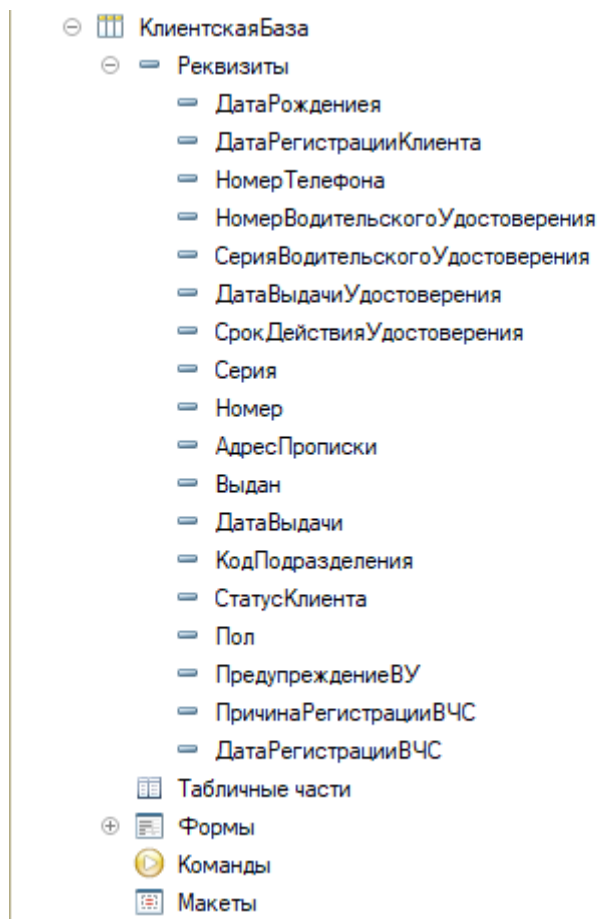 КлиентскаяБаза
Реквизиты
ДатаРождениея
ДатаРегистрацииКлиента
НомерТелефона
НомерВодительскогоУдостоверения
СерияВодительскогоУдостоверения
ДатаВыдачиУдостоверения
СрокДействияУдостоверения
Серия
Номер
АдресПрописки
Выдан
ДатаВыдачи
КодПодразделения
СтатусКлиента
Пол
ПредупреждениеВУ
ПричинаРегистрацииВЧС
ДатаРегистрацииВЧС
Табличные части
Формы
Команды
Макеты